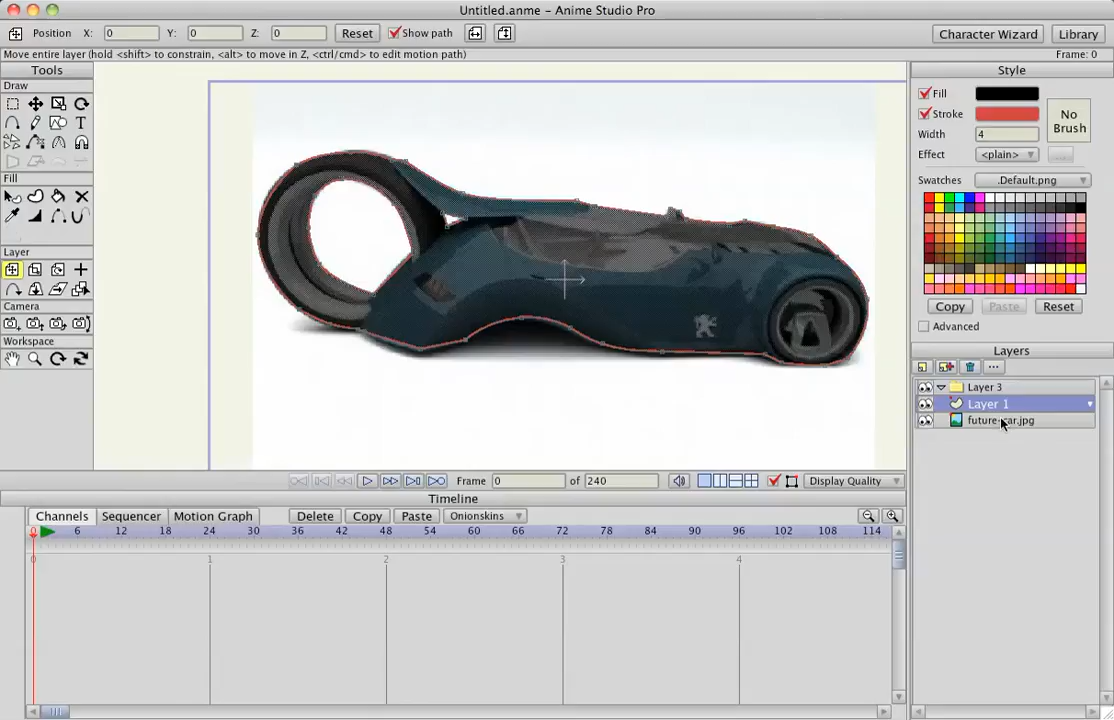 Untitled.anme – Anime Studio Pro
Position X: 0 Y: 0 Z: 0 Reset Show path Character Wizard Library
Move entire layer (hold <shift> to constrain, <alt> to move in Z, <ctrl/cmd> to edit motion path) Frame: 0
Tools
Draw
T
Fill
Layer
Camera
Workspace
Style
Fill
Stroke
No Brush
Width 4
Effect <plain> ...
Swatches .Default.png
Copy Paste Reset
Advanced
Layers
...
Layer 3
Layer 1
future-car.jpg
Frame 0 of 240 Display Quality
Timeline
Channels Sequencer Motion Graph Delete Copy Paste Onionskins
0 6 12 18 24 30 36 42 48 54 60 66 72 78 84 90 96 102 108 114
0 1 2 3 4